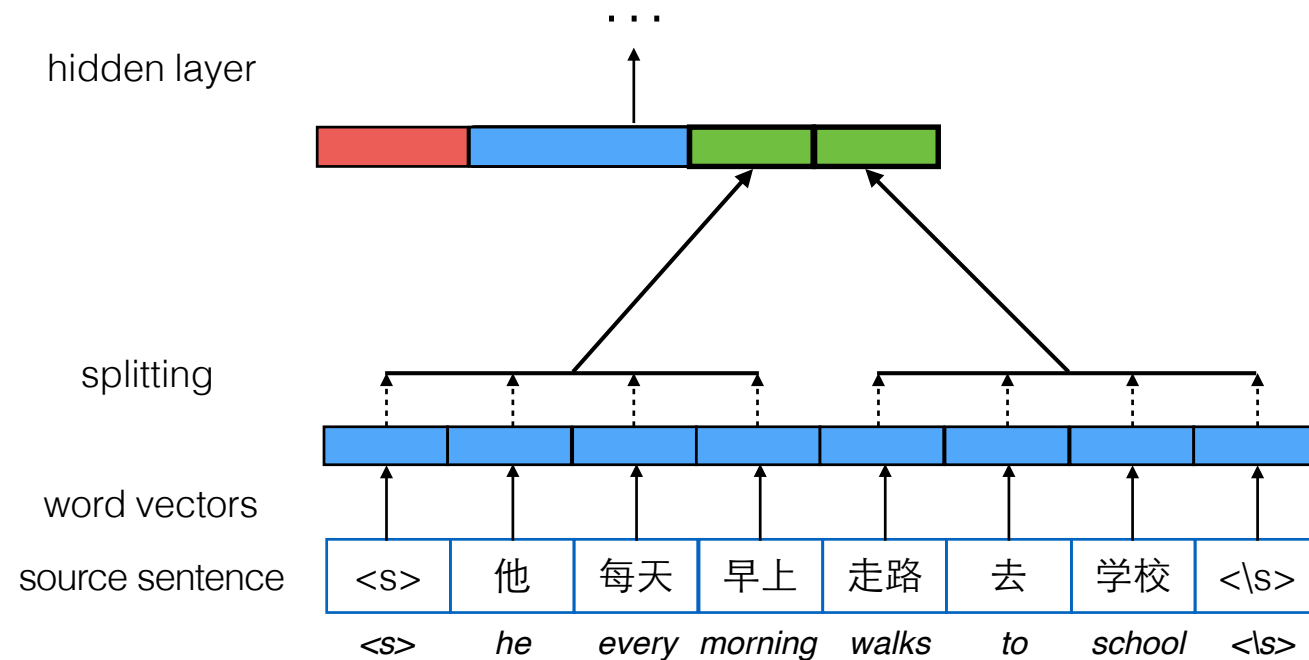 ...
hidden layer
splitting
word vectors
source sentence <s> 他 每天 早上 走路 去 学校 <\s>
<s> he every morning walks to school <\s>